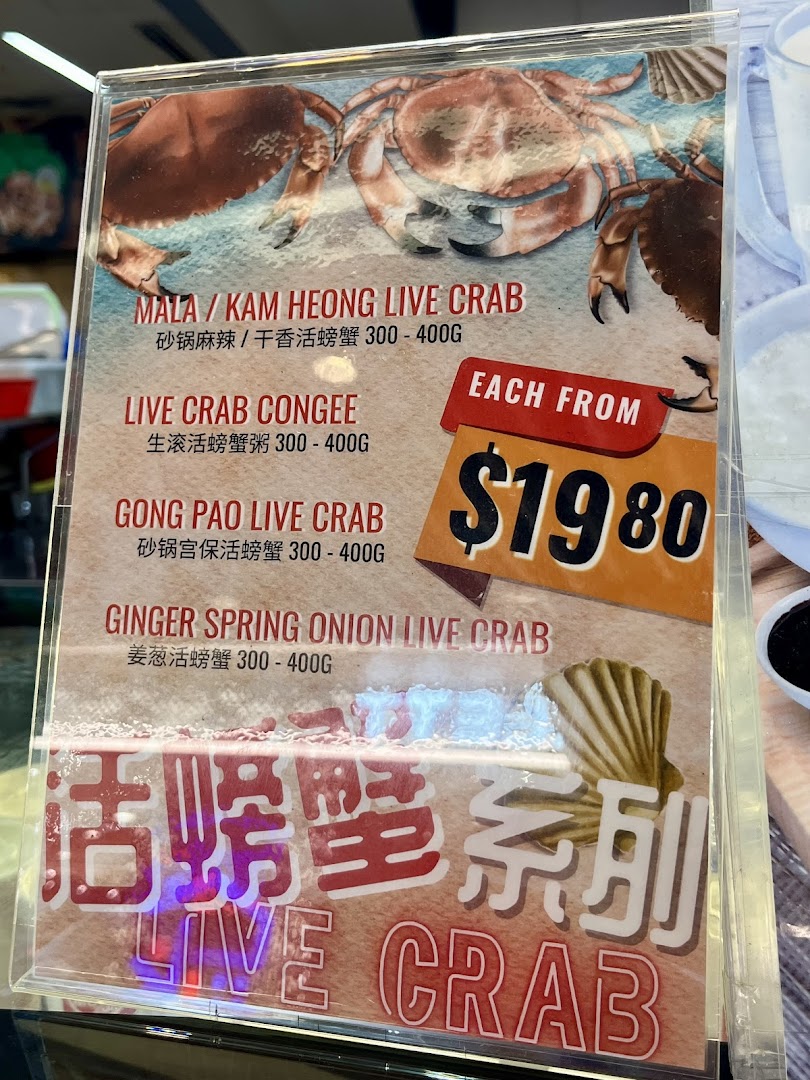 MALA / KAM HEONG LIVE CRAB
砂锅麻辣 / 干香活螃蟹 300 - 400G
EACH FROM
LIVE CRAB CONGEE
生滚活螃蟹粥 300 - 400G
$19 80
GONG PAO LIVE CRAB
砂锅宫保活螃蟹 300 - 400G
GINGER SPRING ONION LIVE CRAB
姜葱活螃蟹 300 - 400G
活螃蟹系列
LIVE CRAB